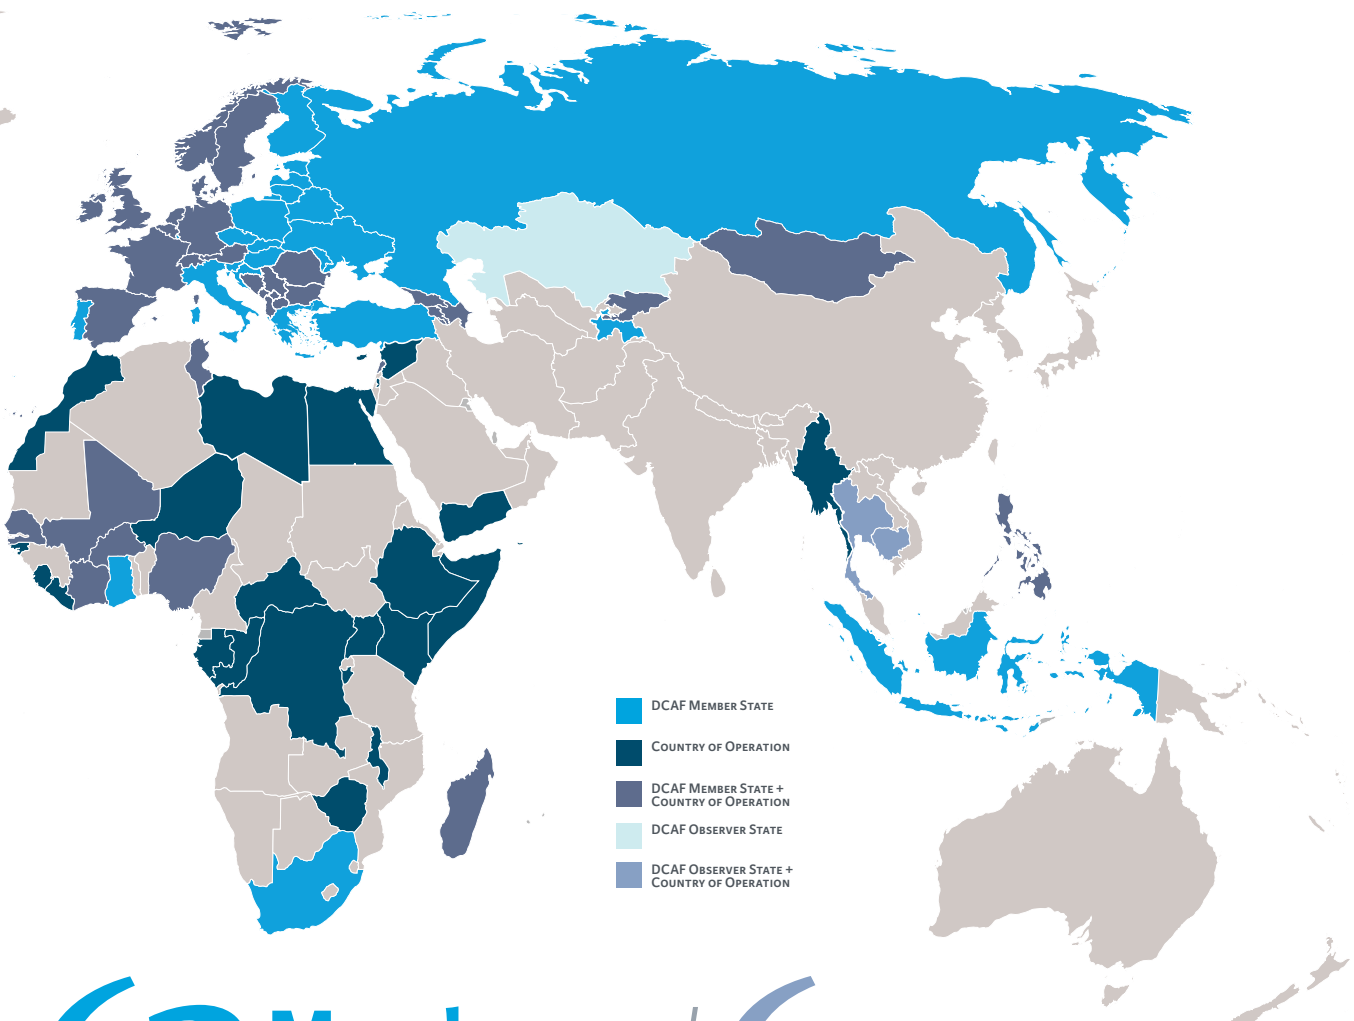 DCAF Member State
Country of Operation
DCAF Member State +
Country of Operation
DCAF Observer State
DCAF Observer State +
Country of Operation